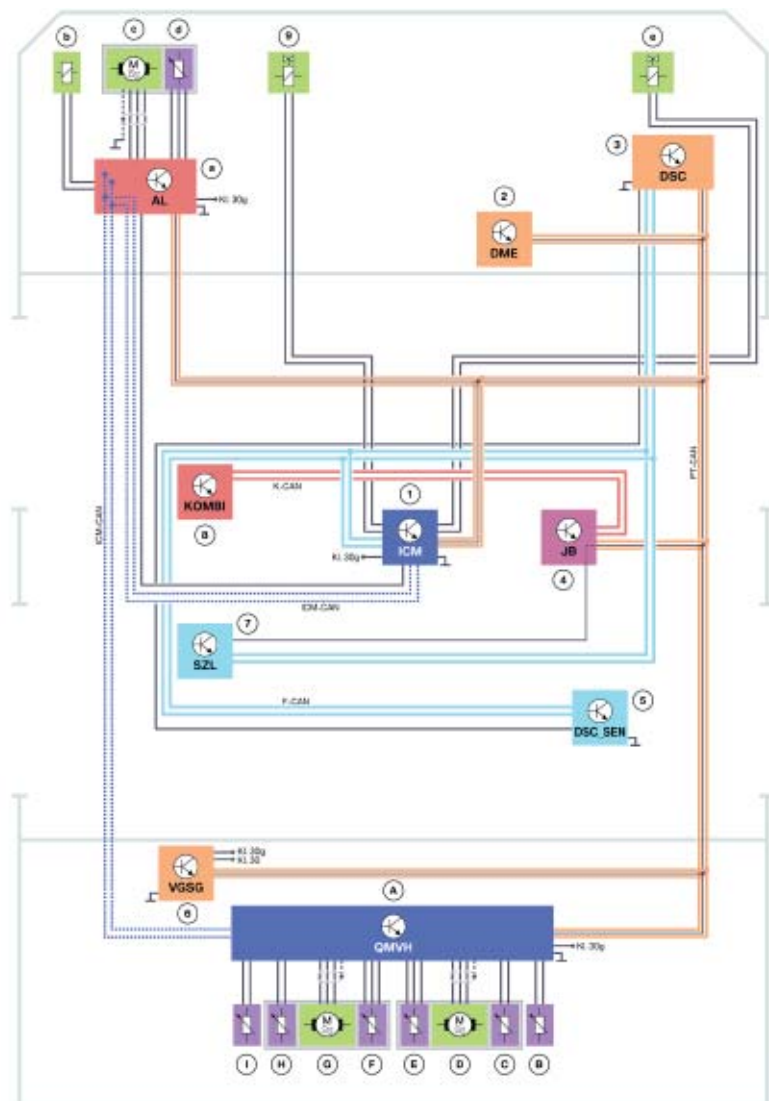 b
c
d
9
e
M
3
a
DSC
AL
Kl. 30g
2
DME
PT-CAN
KOMBI
K-CAN
1
ICM-CAN
8
ICM
JB
Kl. 30g
4
ICM-CAN
7
SZL
F-CAN
5
DSC_SEN
Kl. 30g
Kl. 30
VGSG
6
A
QMVH
Kl. 30g
M
M
I
H
G
F
E
D
C
B